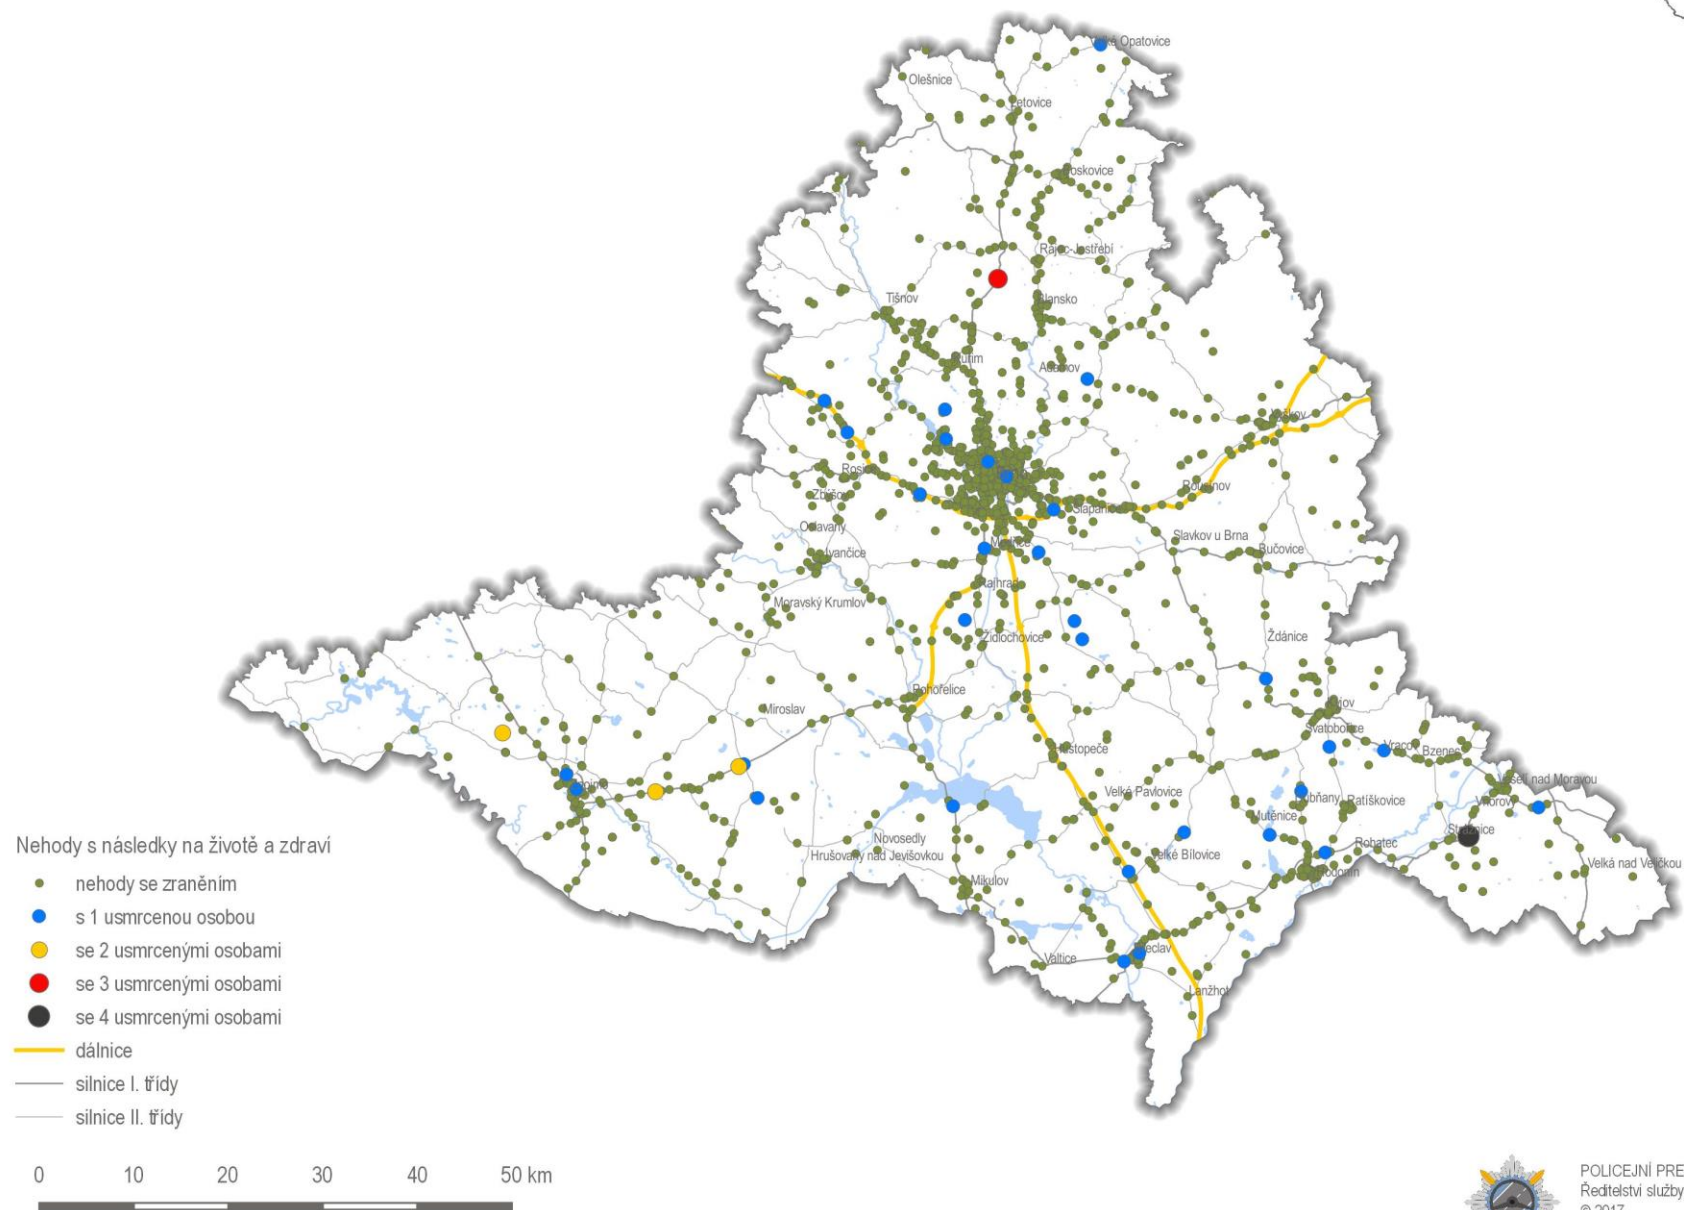 Olešnice
Letovice
Boskovice
Rájec-Jestřebí
Tišnov
Blansko
Kuřim
Adamov
Vyškov
Rosice
Zbýšov
Rousínov
Šlapanice
Oslavany
Modřice
Slavkov u Brna
Ivančice
Bučovice
Rajhrad
Moravský Krumlov
Židlochovice
Ždánice
Pohořelice
Miroslav
Kyjov
Svatobořice
Hustopeče
Vracov
Bzenec
Znojmo
Veselí nad Moravou
Velké Pavlovice
Dubňany
Ratíškovice
Vnorovy
Mutěnice
Strážnice
Novosedly
Rohatec
Hrušovany nad Jevišovkou
Velké Bílovice
Velká nad Veličkou
Hodonín
Mikulov
Břeclav
Valtice
Lanžhot
Nehody s následky na životě a zdraví
nehody se zraněním
s 1 usmrcenou osobou
se 2 usmrcenými osobami
se 3 usmrcenými osobami
se 4 usmrcenými osobami
dálnice
silnice I. třídy
silnice II. třídy
0 10 20 30 40 50 km
POLICEJNÍ PRE
Ředitelství služby
© 2017